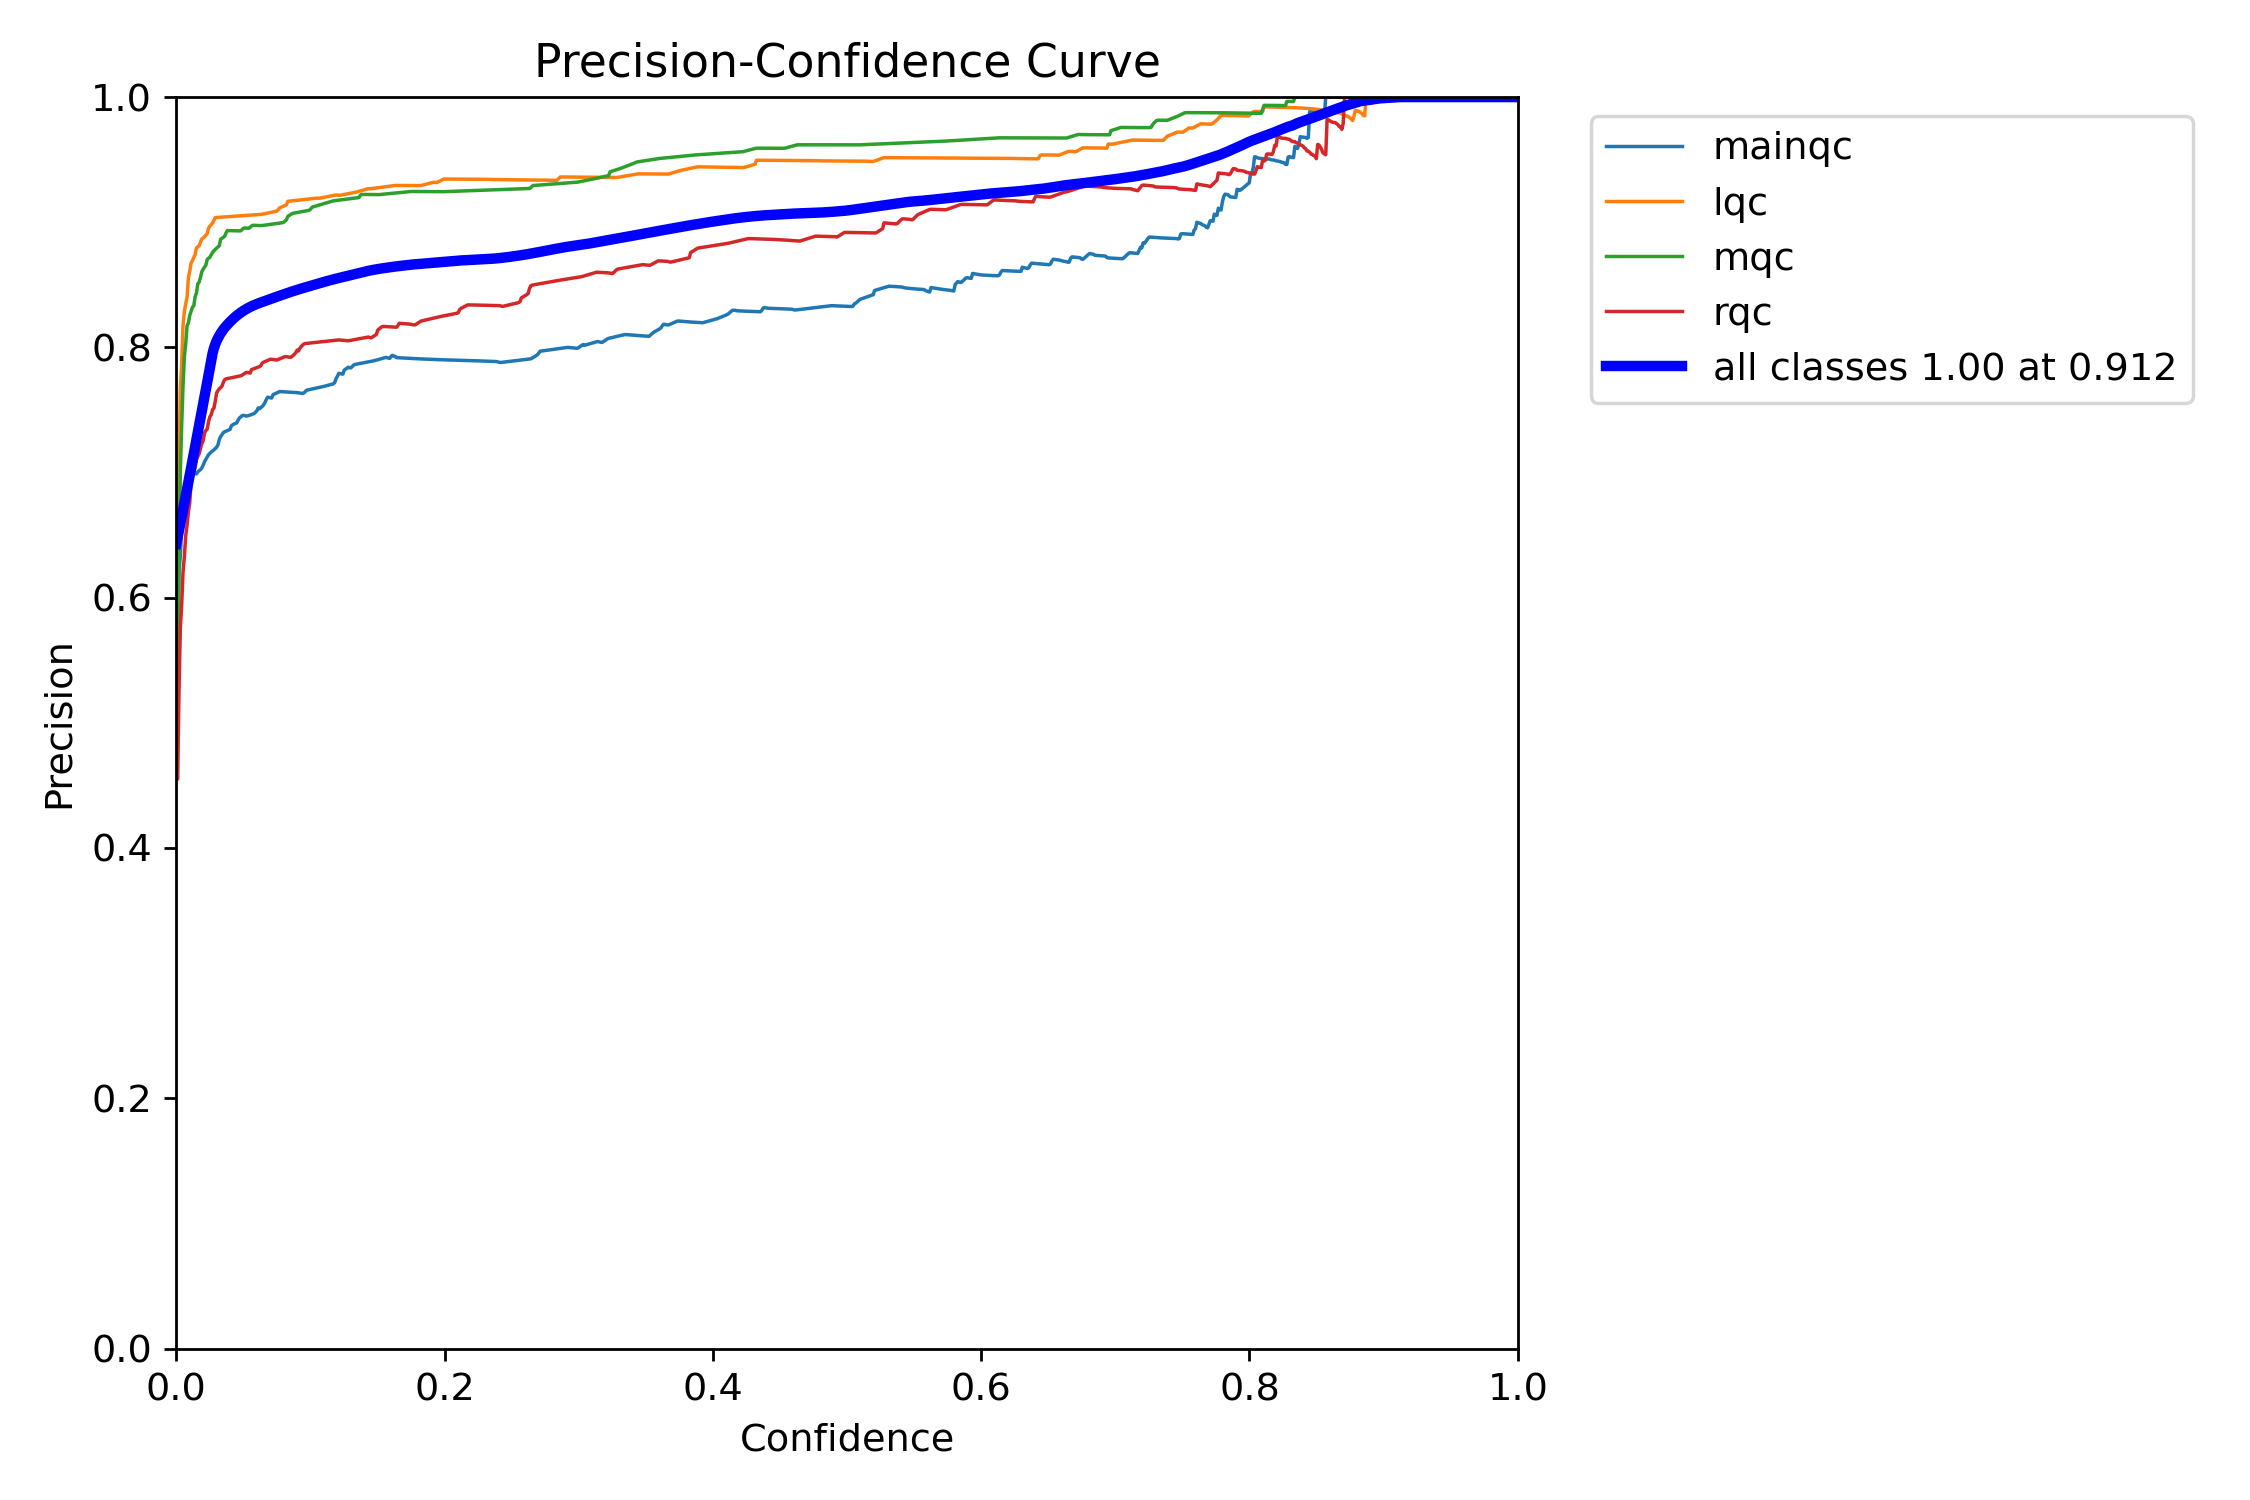 Precision-Confidence Curve
1.0
0.8
0.6
0.4
0.2
0.0
Precision
0.0 0.2 0.4 0.6 0.8 1.0
Confidence
mainqc
lqc
mqc
rqc
all classes 1.00 at 0.912